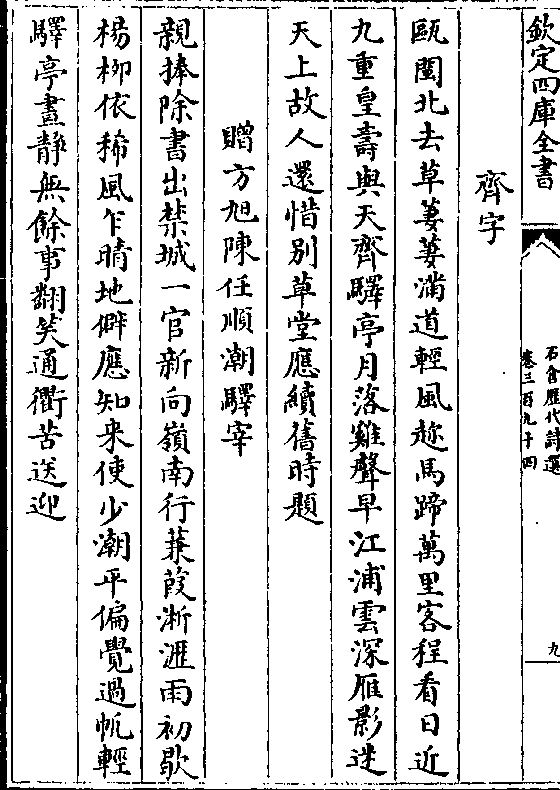 欽定四庫全書
石倉歷代詩選
卷三百九十四
九
齊字
甌閩北去草萋萋滿道輕風趂馬蹄萬里客程看日近
九重皇壽與天齊驛亭月落雞聲早江浦雲深雁影迷
天上故人還惜别草堂應續舊時題
贈方旭陳任順潮驛宰
親捧除書出禁城一官新向嶺南行蒹葭淅瀝雨初歇
楊柳依稀風乍晴地僻應知来使少潮平偏覺過帆輕
驛亭晝静無餘事翻笑通衢苦送迎